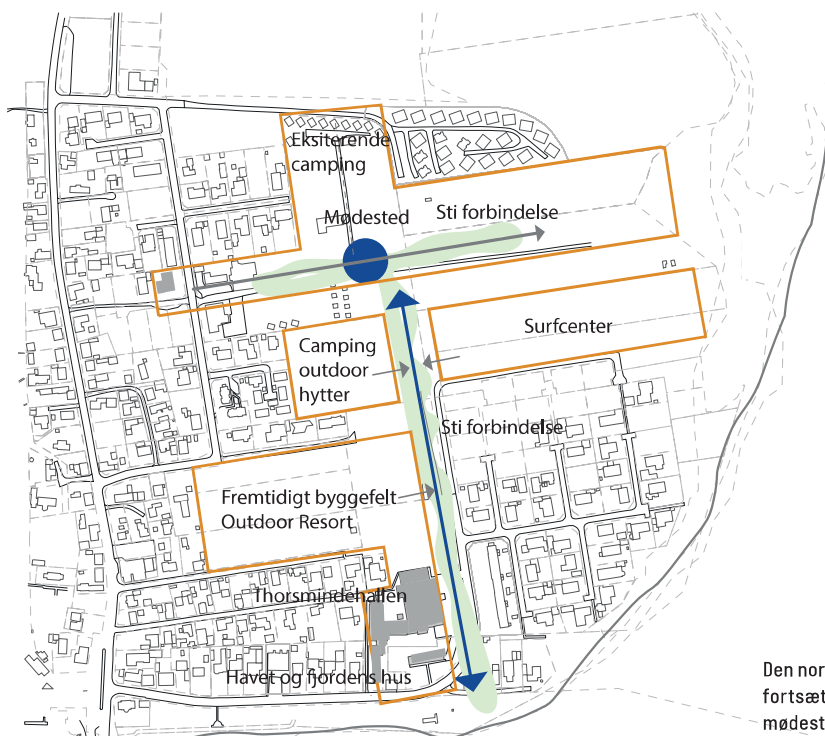 Eksiterende
camping
Mødested
Sti forbindelse
Surfcenter
Camping
outdoor
hytter
Sti forbindelse
Fremtidigt byggefelt
Outdoor Resort
Thorsmindehallen
Havet og fjordens hus
Den nor
fortsæt
mødest